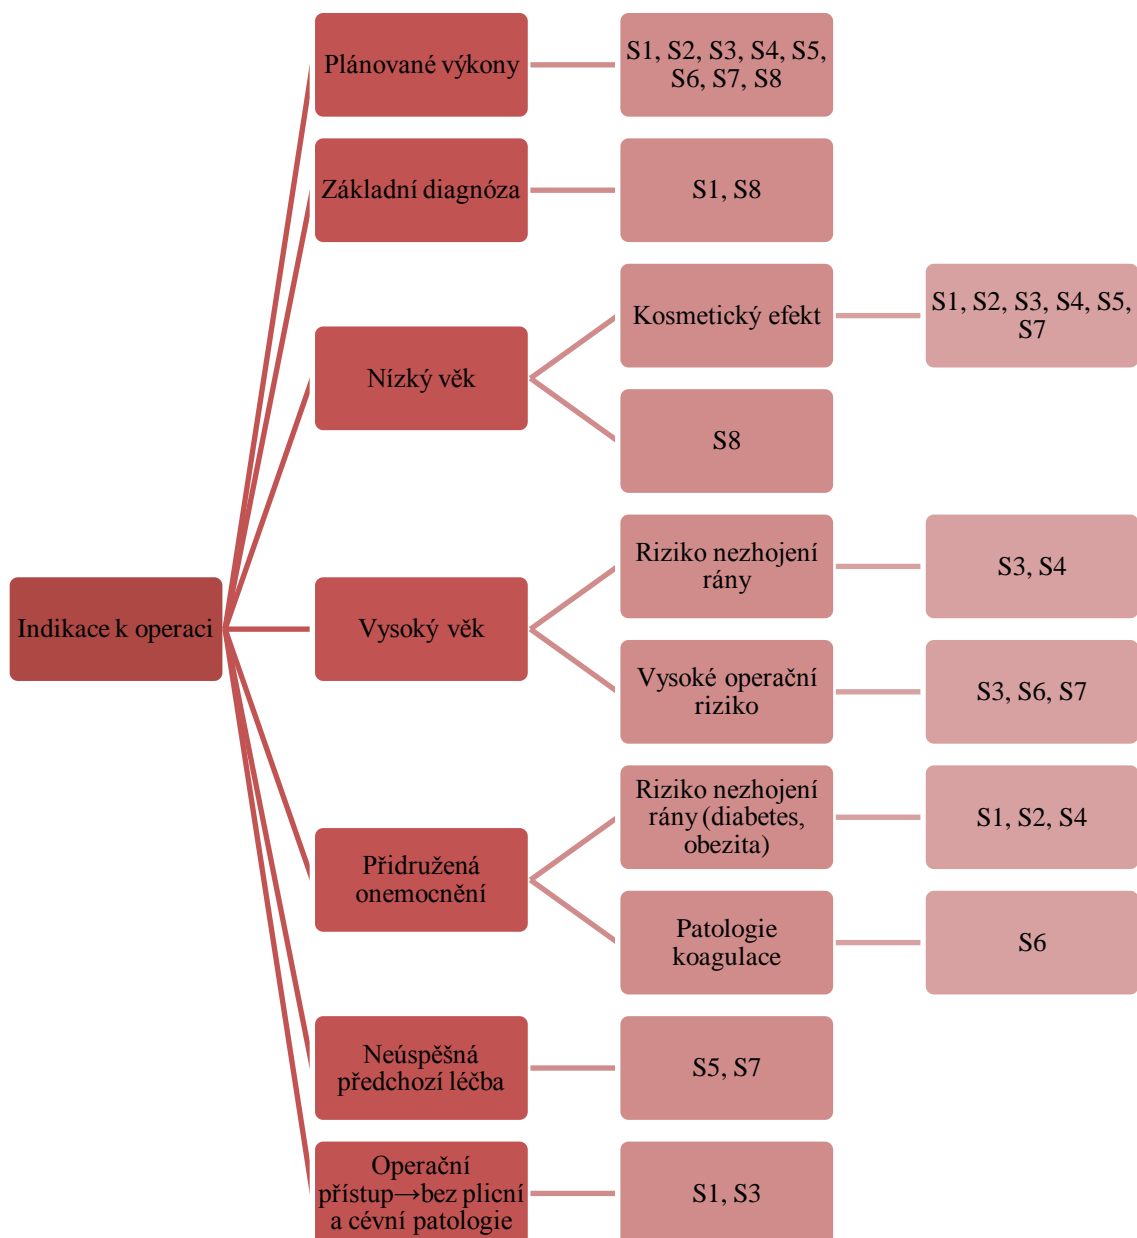 Plánované výkony
S1, S2, S3, S4, S5,
S6, S7, S8
Základní diagnóza
S1, S8
Nízký věk
Kosmetický efekt
S1, S2, S3, S4, S5,
S7
S8
Indikace k operaci
Vysoký věk
Riziko nezhojení
rány
S3, S4
Vysoké operační
riziko
S3, S6, S7
Přidružená
onemocnění
Riziko nezhojení
rány (diabetes,
obezita)
S1, S2, S4
Patologie
koagulace
S6
Neúspěšná
předchozí léčba
S5, S7
Operační
přístup→bez plicní
a cévní patologie
S1, S3